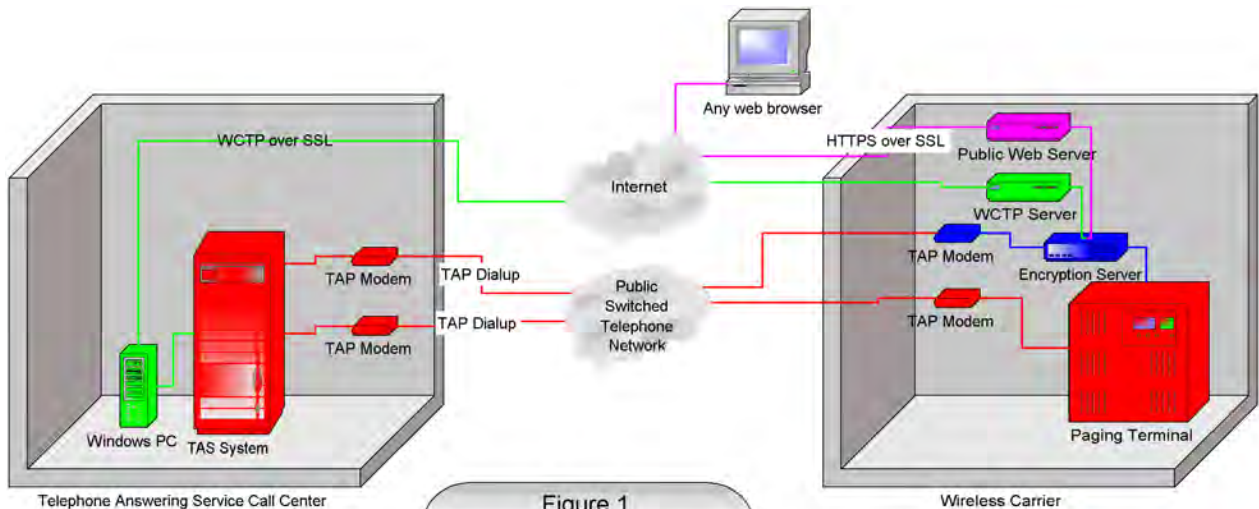 Any web browser
WCTP over SSL
HTTPS over SSL
Public Web Server
Internet
WCTP Server
TAP Modem
TAP Dialup
TAP Modem
Encryption Server
Public
Switched
Telephone
Network
TAP Modem
TAP Dialup
TAP Modem
Windows PC
TAS System
Paging Terminal
Telephone Answering Service Call Center
Figure 1
Wireless Carrier